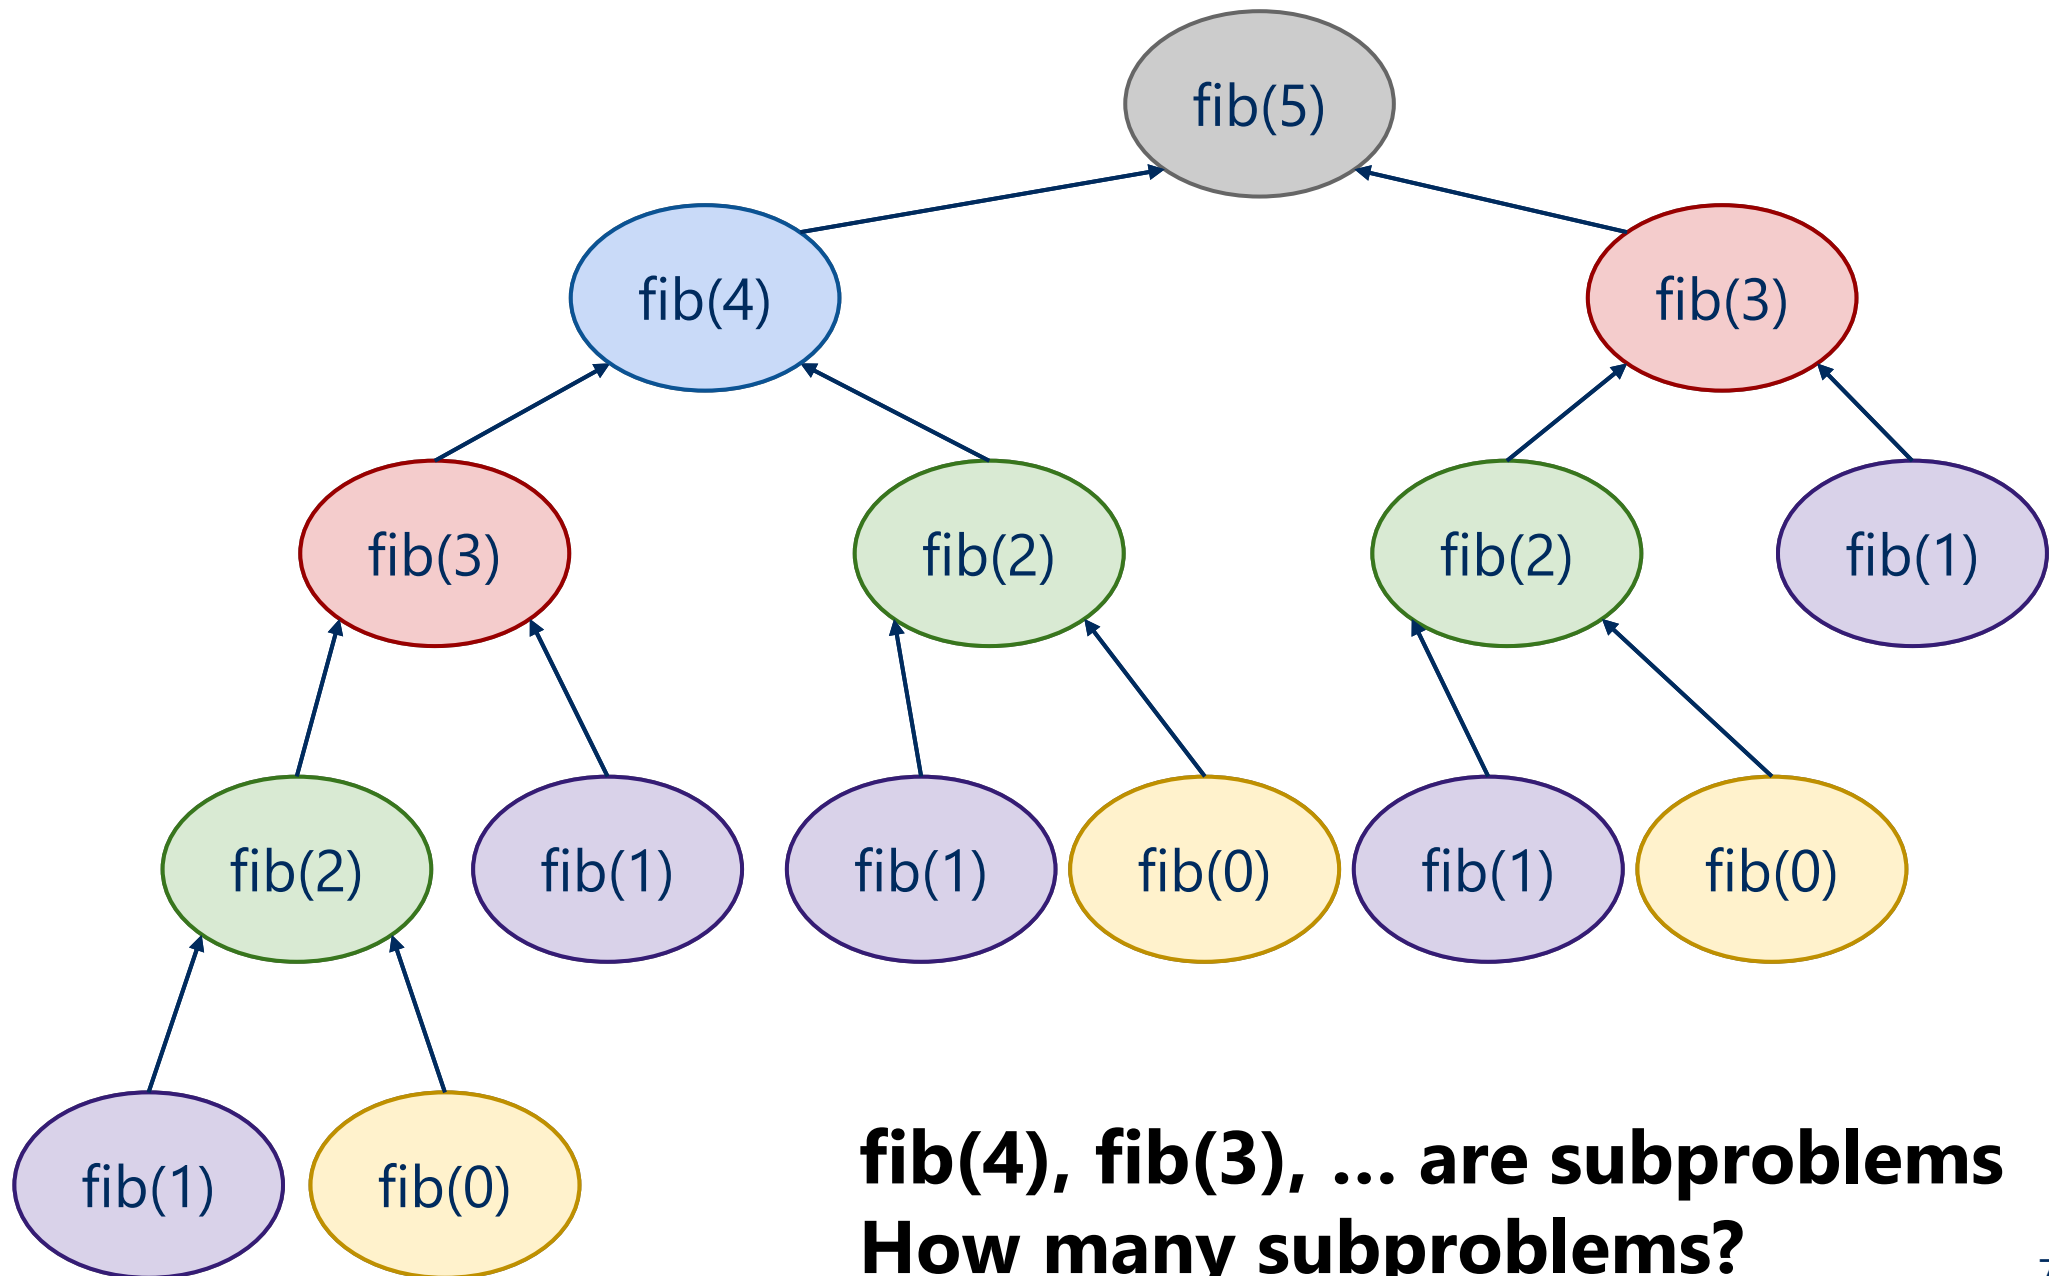 fib(5)
fib(4)
fib(3)
fib(3)
fib(2)
fib(2)
fib(1)
fib(2)
fib(1)
fib(1)
fib(0)
fib(1)
fib(0)
fib(1)
fib(0)
fib(4), fib(3), ... are subproblems
How many subproblems?